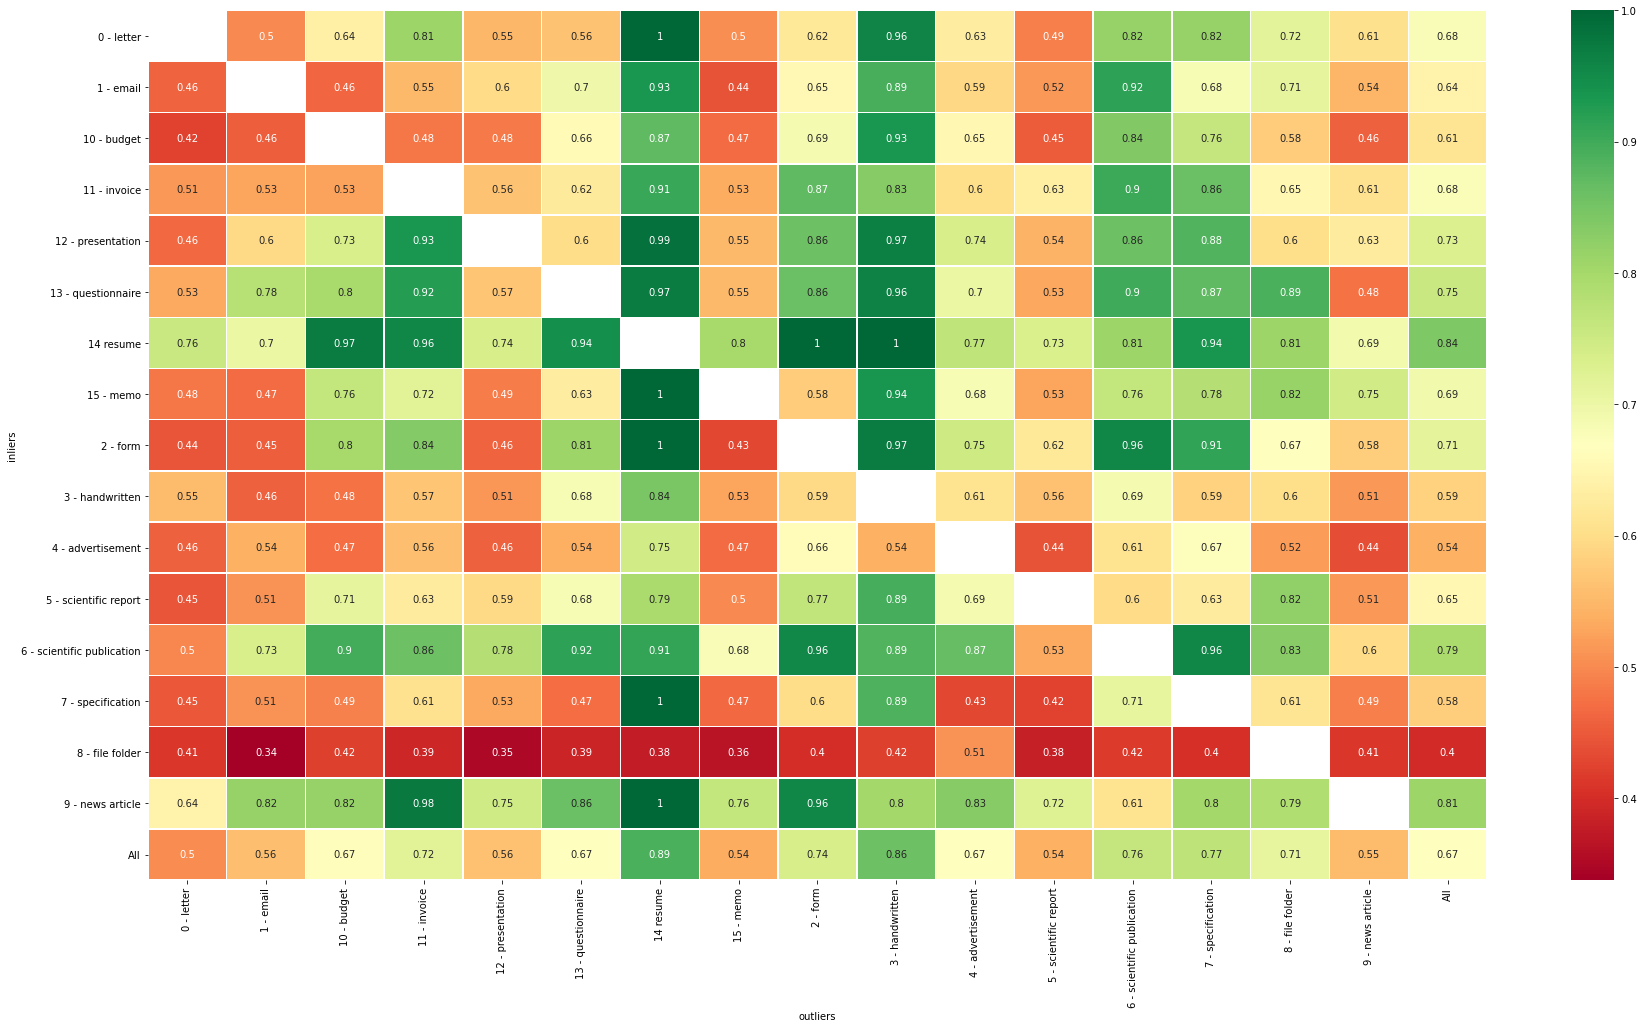 0 - letter 0.5 0.64 0.81 0.55 0.56 1 0.5 0.62 0.96 0.63 0.49 0.82 0.82 0.72 0.61 0.68
1 - email 0.46 0.46 0.55 0.6 0.7 0.93 0.44 0.65 0.89 0.59 0.52 0.92 0.68 0.71 0.54 0.64
10 - budget 0.42 0.46 0.48 0.48 0.66 0.87 0.47 0.69 0.93 0.65 0.45 0.84 0.76 0.58 0.46 0.61
11 - invoice 0.51 0.53 0.53 0.56 0.62 0.91 0.53 0.87 0.83 0.6 0.63 0.9 0.86 0.65 0.61 0.68
12 - presentation 0.46 0.6 0.73 0.93 0.6 0.99 0.55 0.86 0.97 0.74 0.54 0.86 0.88 0.6 0.63 0.73
13 - questionnaire 0.53 0.78 0.8 0.92 0.57 0.97 0.55 0.86 0.96 0.7 0.53 0.9 0.87 0.89 0.48 0.75
14 resume 0.76 0.7 0.97 0.96 0.74 0.94 0.8 1 1 0.77 0.73 0.81 0.94 0.81 0.69 0.84
15 - memo 0.48 0.47 0.76 0.72 0.49 0.63 1 0.58 0.94 0.68 0.53 0.76 0.78 0.82 0.75 0.69
2 - form 0.44 0.45 0.8 0.84 0.46 0.81 1 0.43 0.97 0.75 0.62 0.96 0.91 0.67 0.58 0.71
3 - handwritten 0.55 0.46 0.48 0.57 0.51 0.68 0.84 0.53 0.59 0.61 0.56 0.69 0.59 0.6 0.51 0.59
4 - advertisement 0.46 0.54 0.47 0.56 0.46 0.54 0.75 0.47 0.66 0.54 0.44 0.61 0.67 0.52 0.44 0.54
5 - scientific report 0.45 0.51 0.71 0.63 0.59 0.68 0.79 0.5 0.77 0.89 0.69 0.6 0.63 0.82 0.51 0.65
6 - scientific publication 0.5 0.73 0.9 0.86 0.78 0.92 0.91 0.68 0.96 0.89 0.87 0.53 0.96 0.83 0.6 0.79
7 - specification 0.45 0.51 0.49 0.61 0.53 0.47 1 0.47 0.6 0.89 0.43 0.42 0.71 0.61 0.49 0.58
8 - file folder 0.41 0.34 0.42 0.39 0.35 0.39 0.38 0.36 0.4 0.42 0.51 0.38 0.42 0.4 0.41 0.4
9 - news article 0.64 0.82 0.82 0.98 0.75 0.86 1 0.76 0.96 0.8 0.83 0.72 0.61 0.8 0.79 0.81
All 0.5 0.56 0.67 0.72 0.56 0.67 0.89 0.54 0.74 0.86 0.67 0.54 0.76 0.77 0.71 0.55 0.67
inliers
0 - letter
1 - email
10 - budget
11 - invoice
12 - presentation
13 - questionnaire
14 resume
15 - memo
2 - form
3 - handwritten
4 - advertisement
5 - scientific report
6 - scientific publication
7 - specification
8 - file folder
9 - news article
All
outliers
1.0
0.9
0.8
0.7
0.6
0.5
0.4